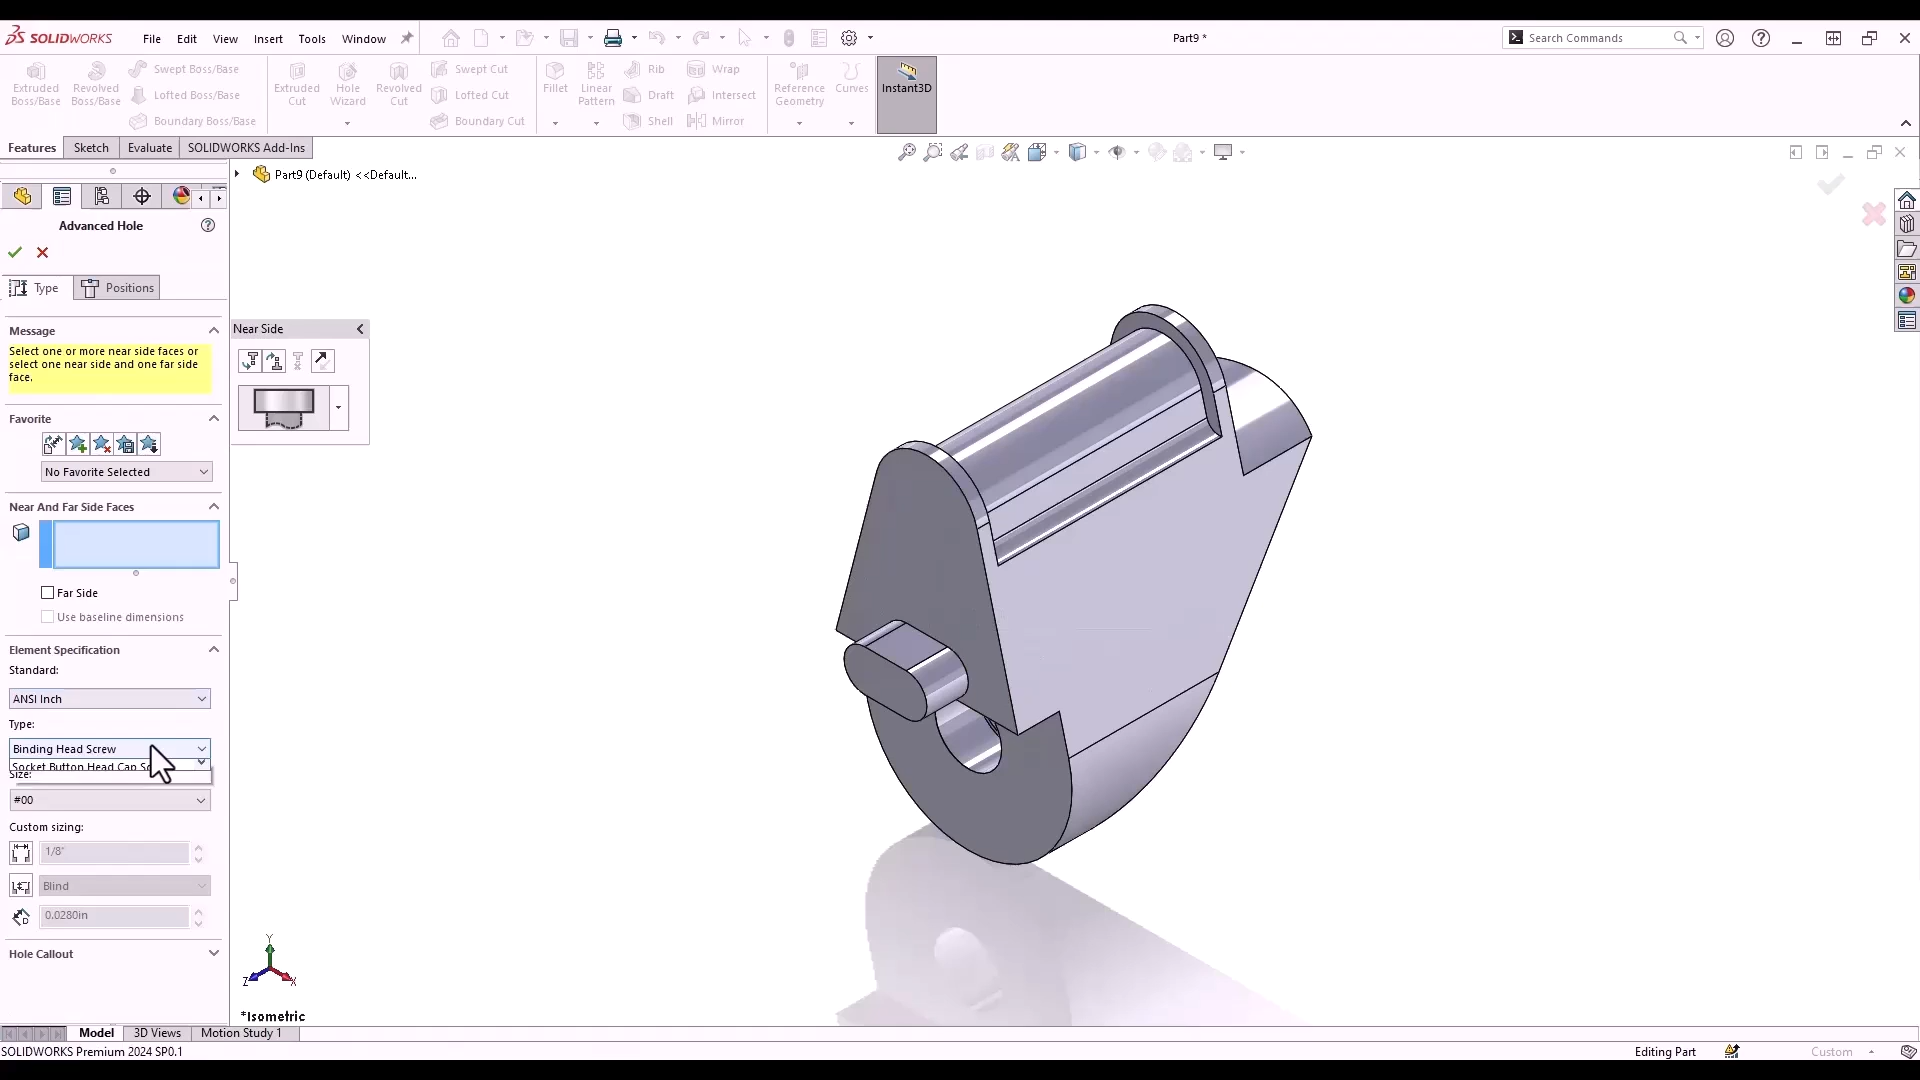 SOLIDWORKS File Edit View Insert Tools Window Part9 * Search Commands
Extruded Boss/Base
Revolved Boss/Base
Swept Boss/Base
Lofted Boss/Base
Boundary Boss/Base
Extruded Cut
Hole Wizard
Revolved Cut
Swept Cut
Lofted Cut
Boundary Cut
Fillet
Linear Pattern
Rib
Draft
Shell
Wrap
Intersect
Mirror
Reference Geometry
Curves
Instant3D
Features Sketch Evaluate SOLIDWORKS Add-Ins
Part9 (Default) <<Default...
Advanced Hole
Type Positions
Message
Select one or more near side faces or
select one near side and one far side
face.
Near Side
Favorite
No Favorite Selected
Near And Far Side Faces
Far Side
Use baseline dimensions
Element Specification
Standard:
ANSI Inch
Type:
Binding Head Screw
Socket Button Head Cap
Size:
#00
Custom sizing:
1/8"
Blind
0.0280in
Hole Callout
Y
Z X
*Isometric
Model 3D Views Motion Study 1
SOLIDWORKS Premium 2024 SP0.1 Editing Part Custom